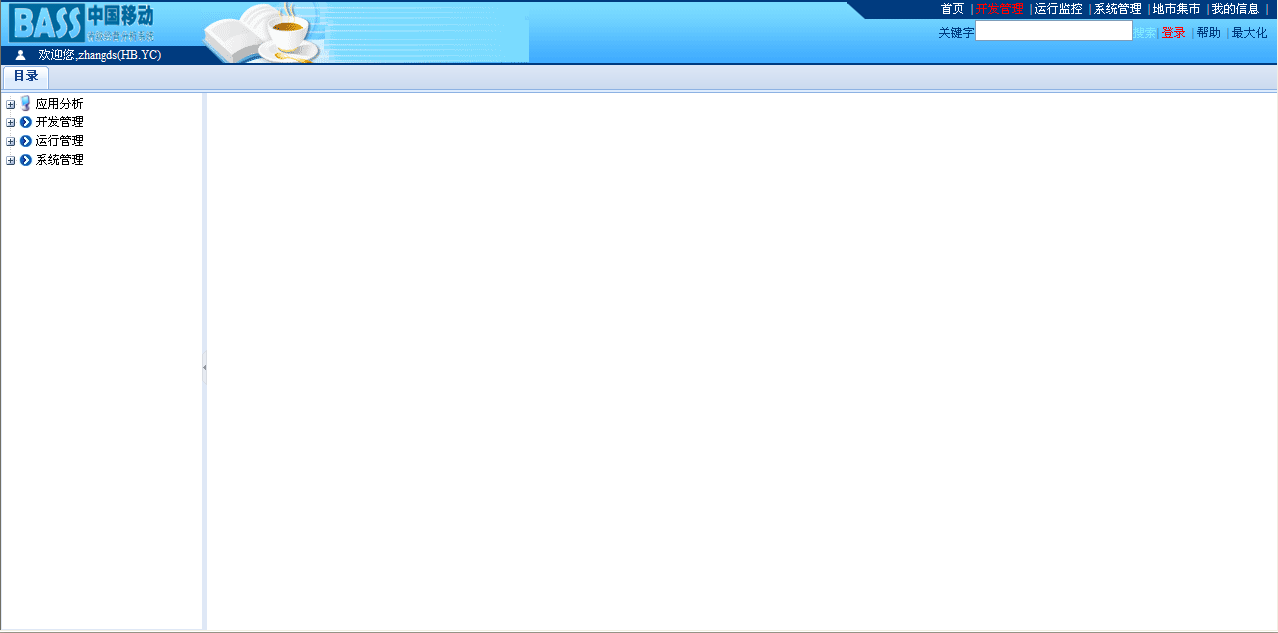 BASS 中国移动
首页 | 开发管理 | 运行监控 | 系统管理 | 地市集市 | 我的信息 |
关键字 搜索 | 登录 | 帮助 | 最大化
欢迎您,zhangds(HB.YC)
目录
应用分析
开发管理
运行管理
系统管理